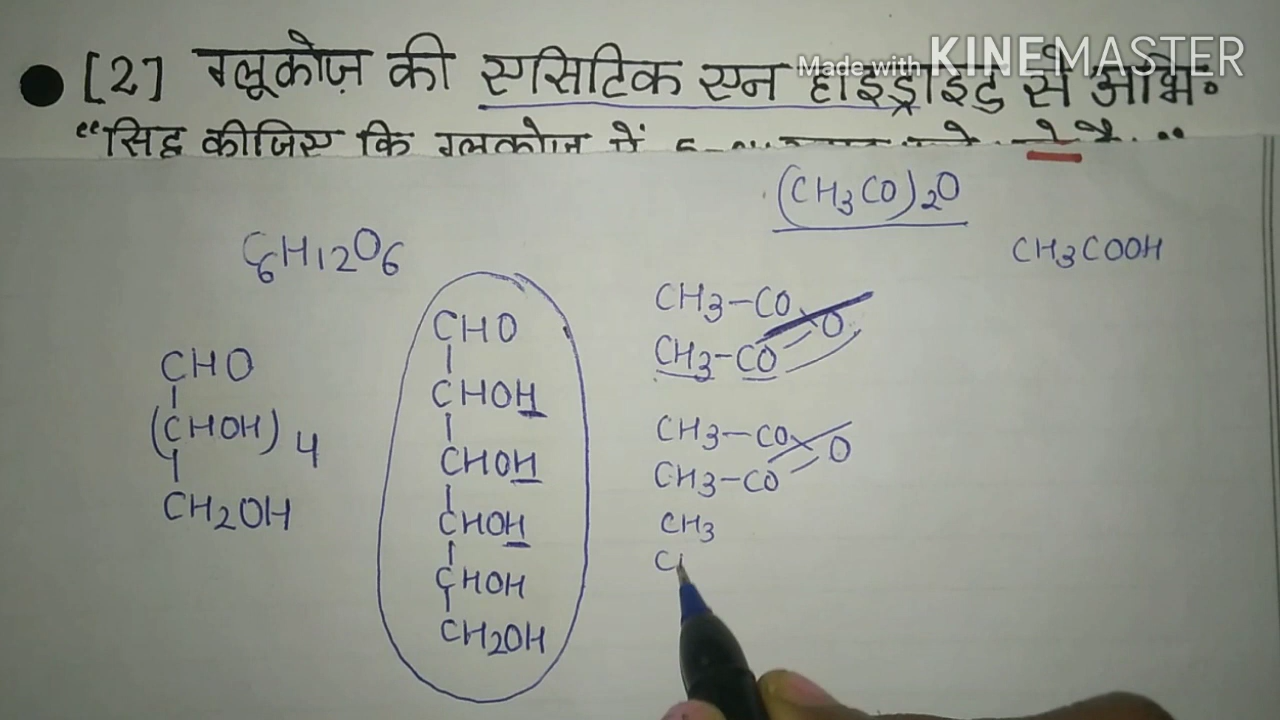 [2] ग्लूकोज़ की एसिटिक एन हाइड्राइड से अभि॰
Made with KINEMASTER
“सिद्ध कीजिए कि ग्लूकोज में
(CH3CO)2O
C6H12O6
CH3COOH
CHO
(CHOH)4
CH2OH
CHO
CHOH
CHOH
CHOH
CHOH
CH2OH
CH3-CO
O
CH3-CO
CH3-CO
O
CH3-CO
CH3
C